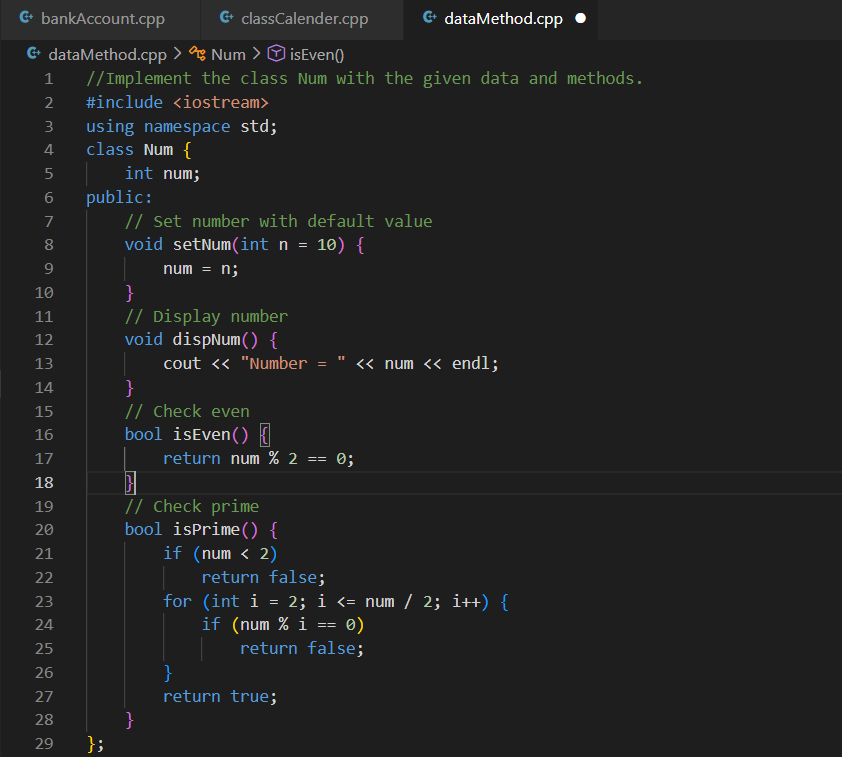 bankAccount.cpp classCalender.cpp dataMethod.cpp
dataMethod.cpp > Num > isEven()
1 //Implement the class Num with the given data and methods.
2 #include <iostream>
3 using namespace std;
4 class Num {
5     int num;
6 public:
7     // Set number with default value
8     void setNum(int n = 10) {
9         num = n;
10     }
11     // Display number
12     void dispNum() {
13         cout << "Number = " << num << endl;
14     }
15     // Check even
16     bool isEven() {
17         return num % 2 == 0;
18     }
19     // Check prime
20     bool isPrime() {
21         if (num < 2)
22             return false;
23         for (int i = 2; i <= num / 2; i++) {
24             if (num % i == 0)
25                 return false;
26         }
27         return true;
28     }
29 };